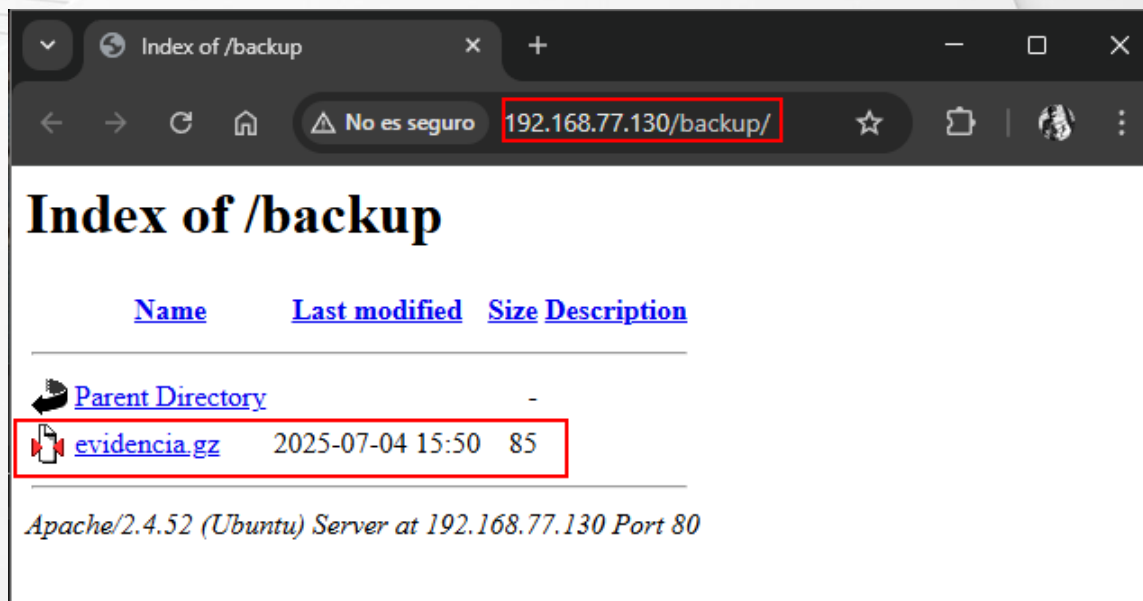 Index of /backup
No es seguro 192.168.77.130/backup/
Index of /backup
Name Last modified Size Description
Parent Directory -
evidencia.gz 2025-07-04 15:50 85
Apache/2.4.52 (Ubuntu) Server at 192.168.77.130 Port 80